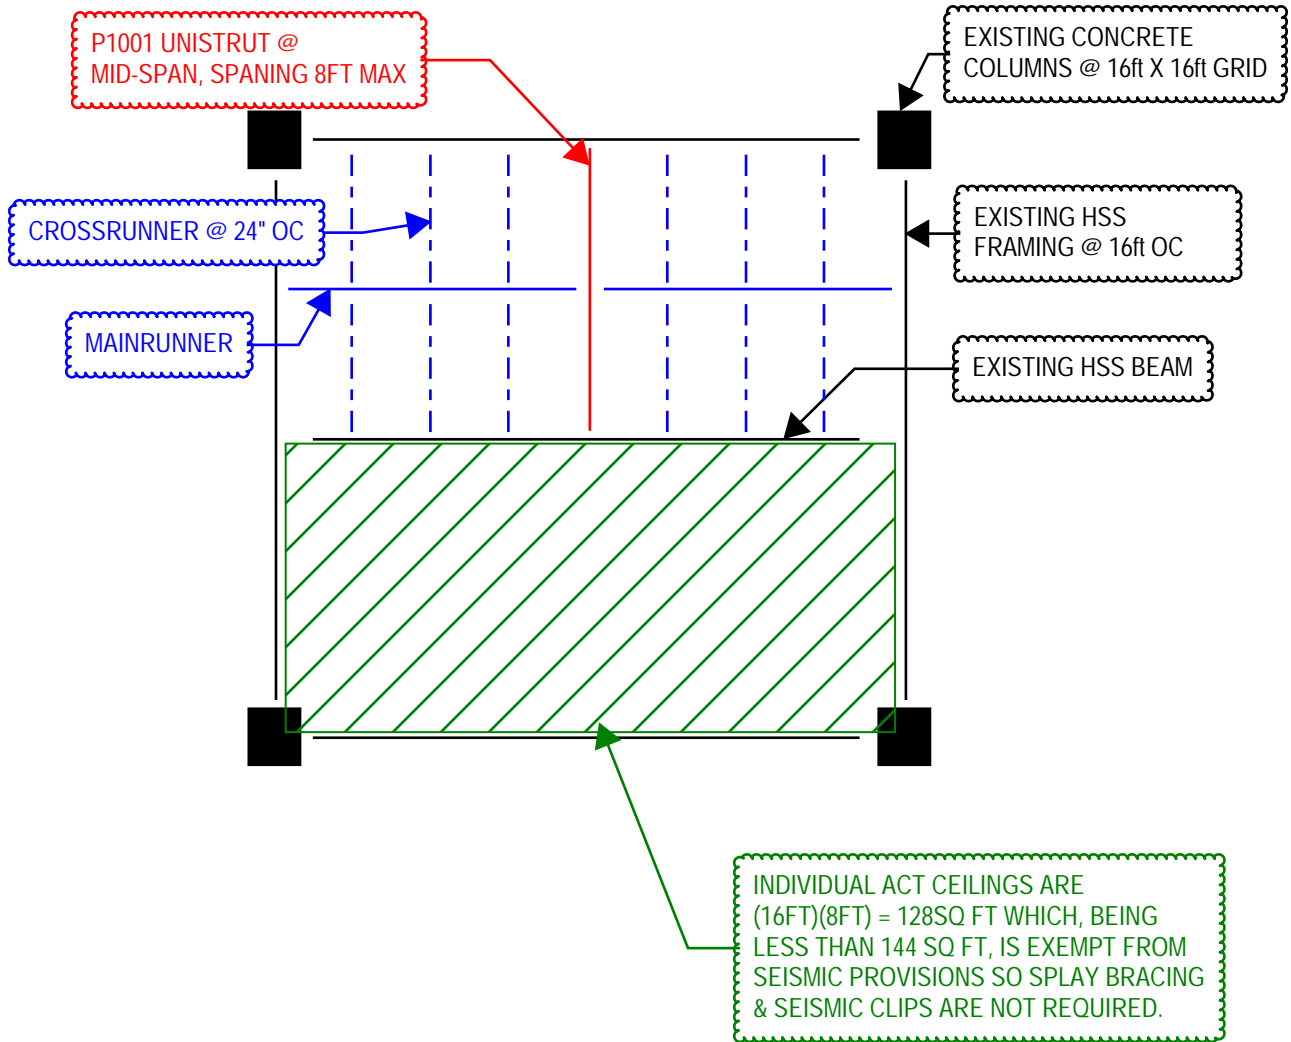 P1001 UNISTRUT @
MID-SPAN, SPANING 8FT MAX
EXISTING CONCRETE
COLUMNS @ 16ft X 16ft GRID
CROSSRUNNER @ 24" OC
EXISTING HSS
FRAMING @ 16ft OC
MAINRUNNER
EXISTING HSS BEAM
INDIVIDUAL ACT CEILINGS ARE
(16FT)(8FT) = 128SQ FT WHICH, BEING
LESS THAN 144 SQ FT, IS EXEMPT FROM
SEISMIC PROVISIONS SO SPLAY BRACING
& SEISMIC CLIPS ARE NOT REQUIRED.